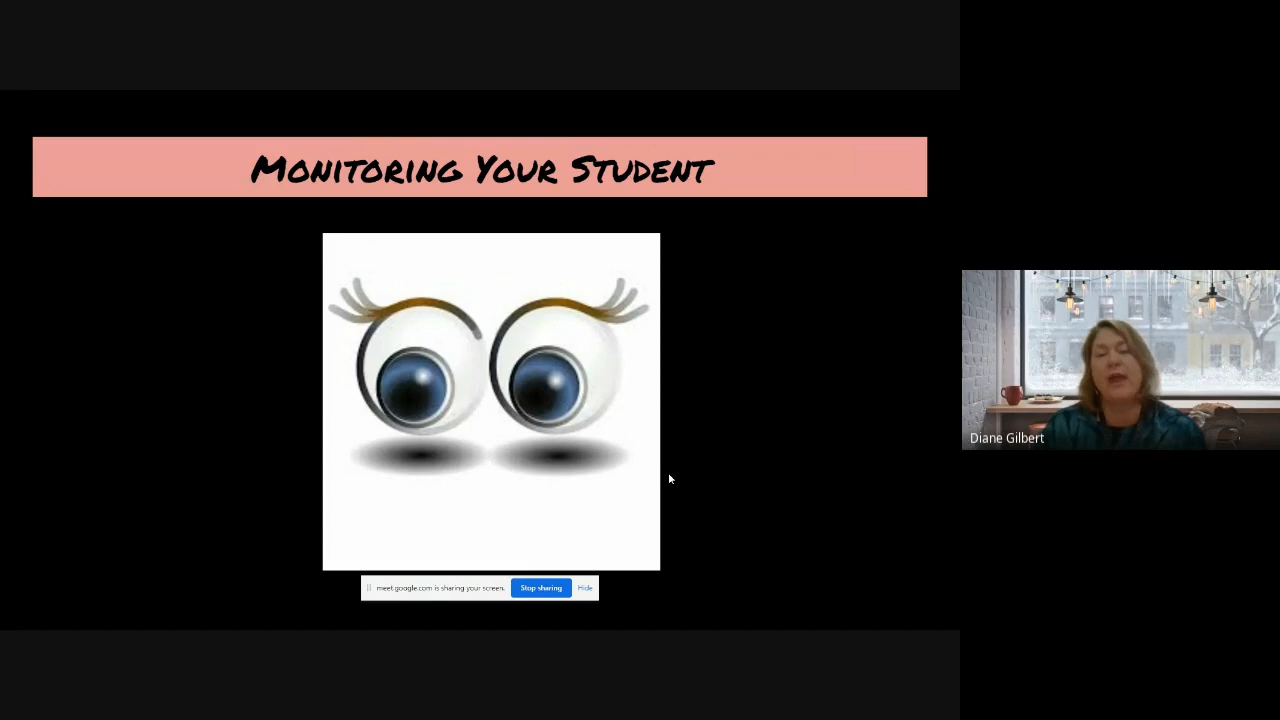 Monitoring Your Student
Diane Gilbert
meet.google.com is sharing your screen.
Stop sharing
Hide